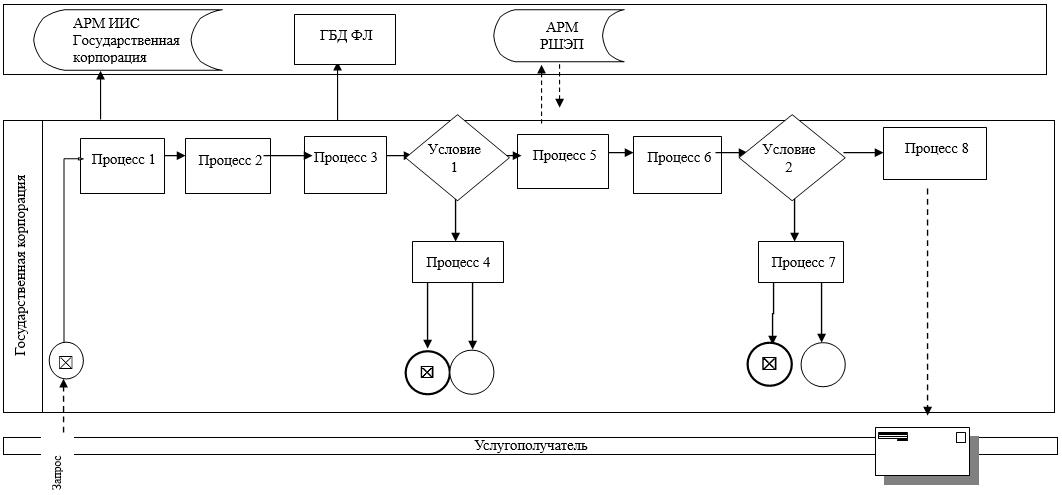 АРМ ИИС
Государственная
корпорация
ГБД ФЛ
АРМ
РШЭП
Государственная корпорация
Процесс 1
Процесс 2
Процесс 3
Условие
1
Процесс 5
Процесс 6
Условие
2
Процесс 8
Процесс 4
Процесс 7
Услугополучатель
Запрос